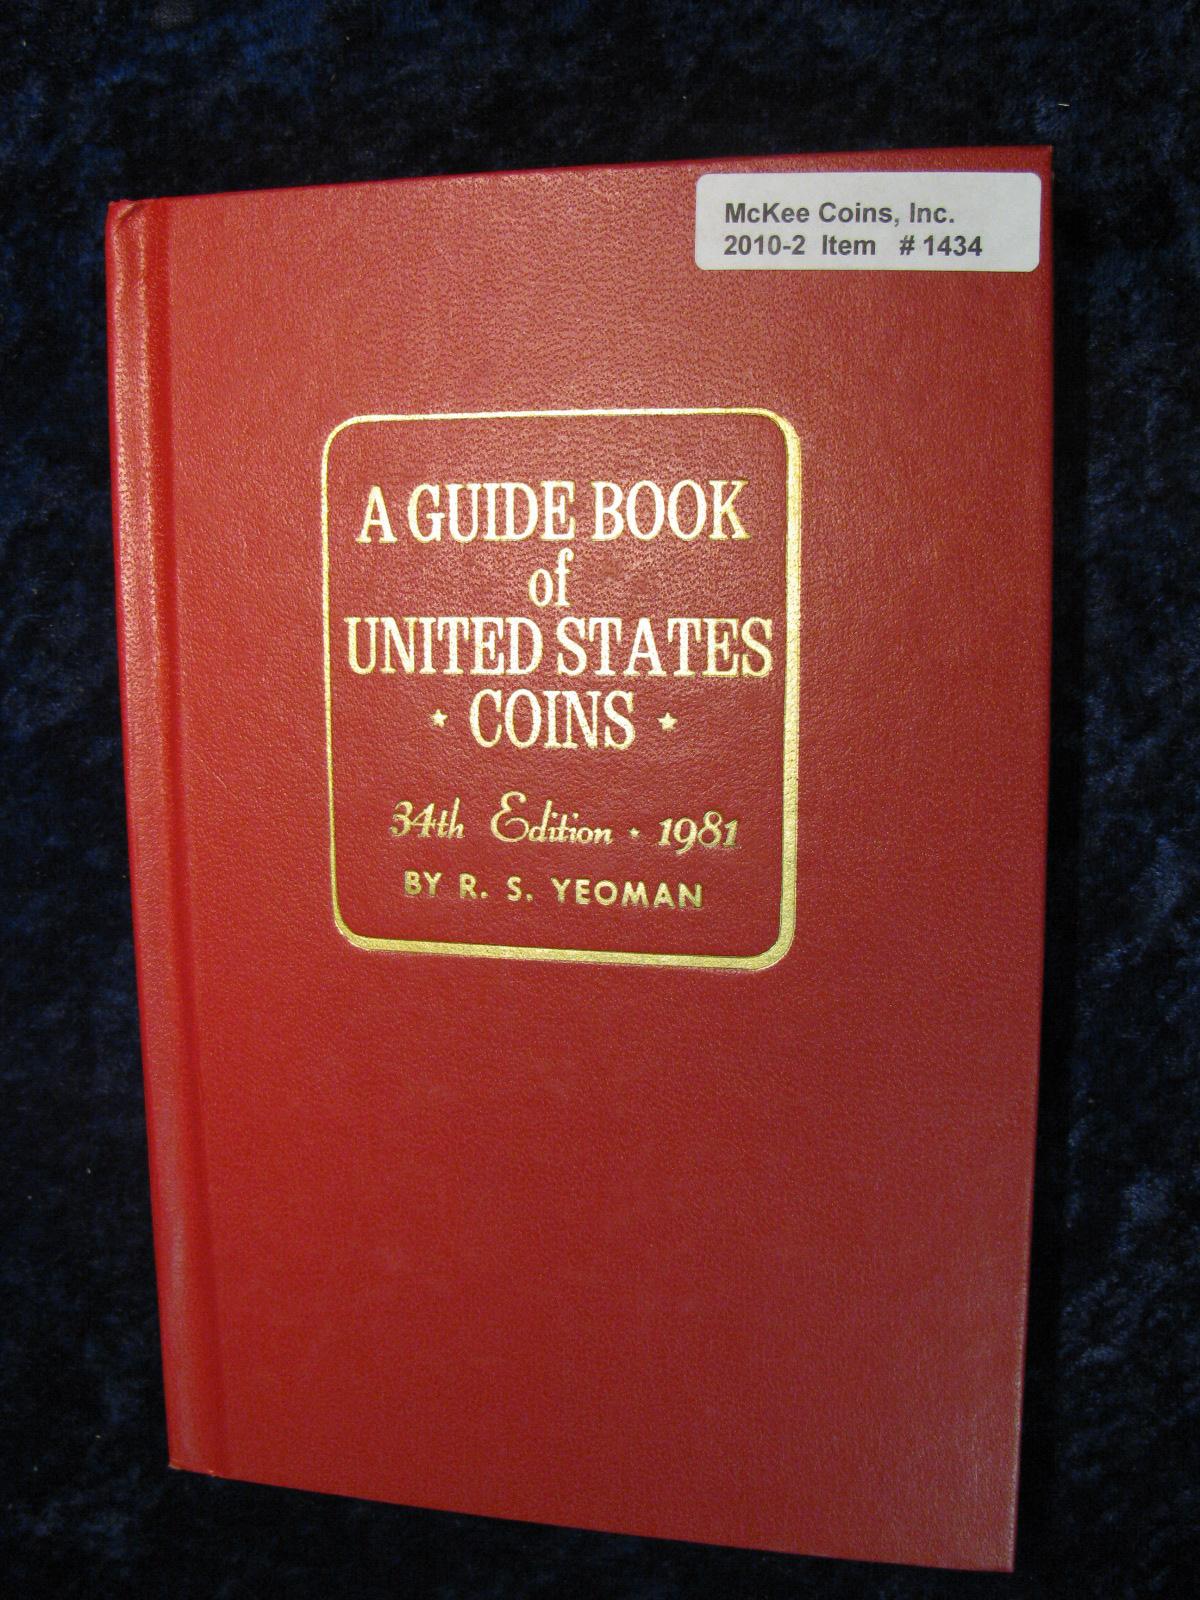 McKee Coins, Inc.
2010-2 Item # 1434
A GUIDE BOOK
of
UNITED STATES
COINS
34th Edition · 1981
BY R. S. YEOMAN